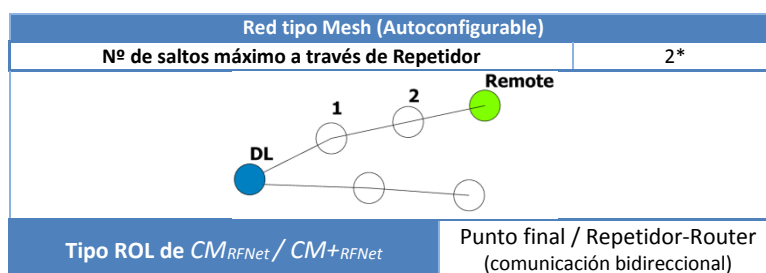 Red tipo Mesh (Autoconfigurable)
Nº de saltos máximo a través de Repetidor 2*
Remote
2
1
DL
Tipo ROL de CMRFNet / CM+RFNet
Punto final / Repetidor-Router
(comunicación bidireccional)